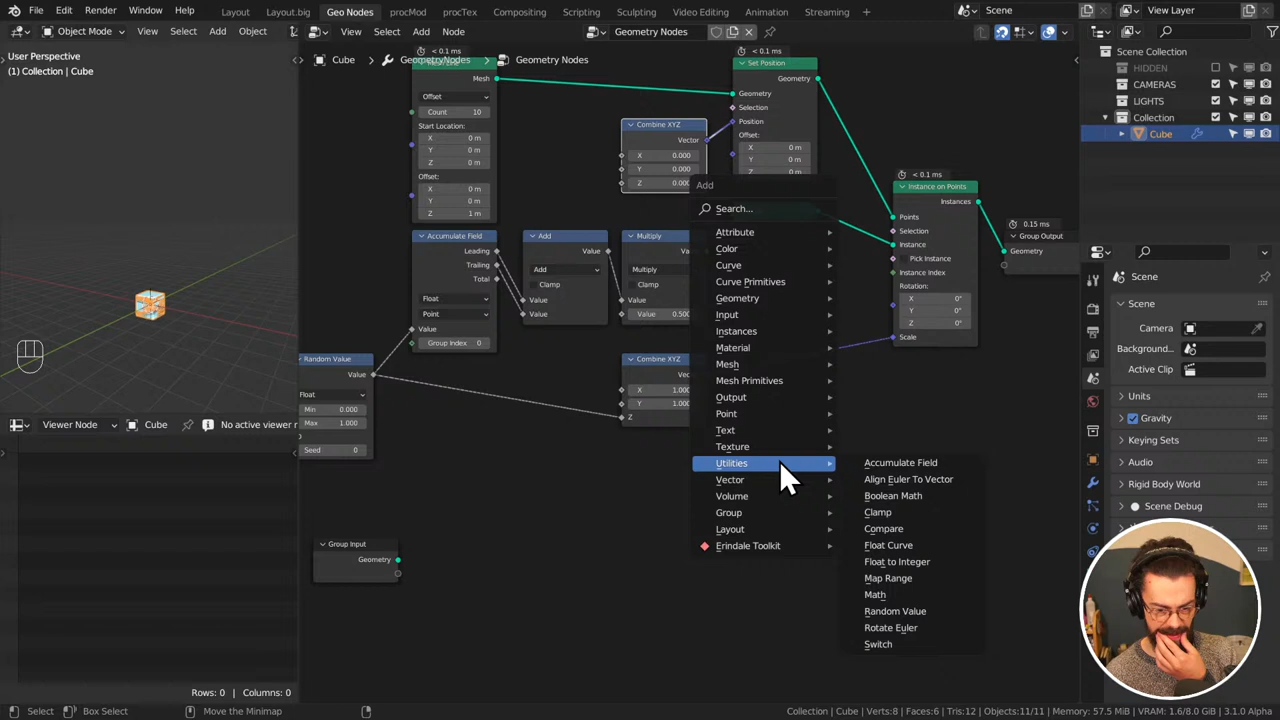 File Edit Render Window Help
Layout Layout.big Geo Nodes procMod procTex Compositing Scripting Sculpting Video Editing Animation Streaming +
Scene
View Layer
Object Mode View Select Add Object
View Select Add Node
Geometry Nodes
User Perspective
(1) Collection | Cube
Cube > GeometryNodes > Geometry Nodes
< 0.1 ms
Mesh
Offset
Count 10
Start Location:
X 0 m
Y 0 m
Z 0 m
Offset:
X 0 m
Y 0 m
Z 1 m
Combine XYZ
Vector
X 0.000
Y 0.000
Z 0.000
< 0.1 ms
Set Position
Geometry
Geometry
Selection
Position
Offset:
X 0 m
Y 0 m
Z 0 m
< 0.1 ms
Instance on Points
Instances
Points
Selection
Instance
Pick Instance
Instance Index
Rotation:
X 0°
Y 0°
Z 0°
Scale
0.15 ms
Group Output
Geometry
Accumulate Field
Leading
Trailing
Total
Float
Point
Value
Group Index 0
Add
Value
Add
Clamp
Value
Value
Multiply
Multiply
Clamp
Value
Value 0.500
Random Value
Value
Float
Min 0.000
Max 1.000
Seed 0
Combine XYZ
X 1.000
Y 1.000
Z
Group Input
Geometry
Add
Search...
Attribute
Color
Curve
Curve Primitives
Geometry
Input
Instances
Material
Mesh
Mesh Primitives
Output
Point
Text
Texture
Utilities
Vector
Volume
Group
Layout
Erindale Toolkit
Accumulate Field
Align Euler To Vector
Boolean Math
Clamp
Compare
Float Curve
Float to Integer
Map Range
Math
Random Value
Rotate Euler
Switch
Viewer Node Cube No active viewer
Rows: 0 | Columns: 0
Scene Collection
HIDDEN
CAMERAS
LIGHTS
Collection
Cube
Scene
Scene
Camera
Background...
Active Clip
Units
Gravity
Keying Sets
Audio
Rigid Body World
Scene Debug
Select Box Select Move the Minimap
Collection | Cube | Verts:8 | Faces:6 | Tris:12 | Objects:11/11 | Memory: 57.5 MiB | VRAM: 1.6/8.0 GiB | 3.1.0 Alpha